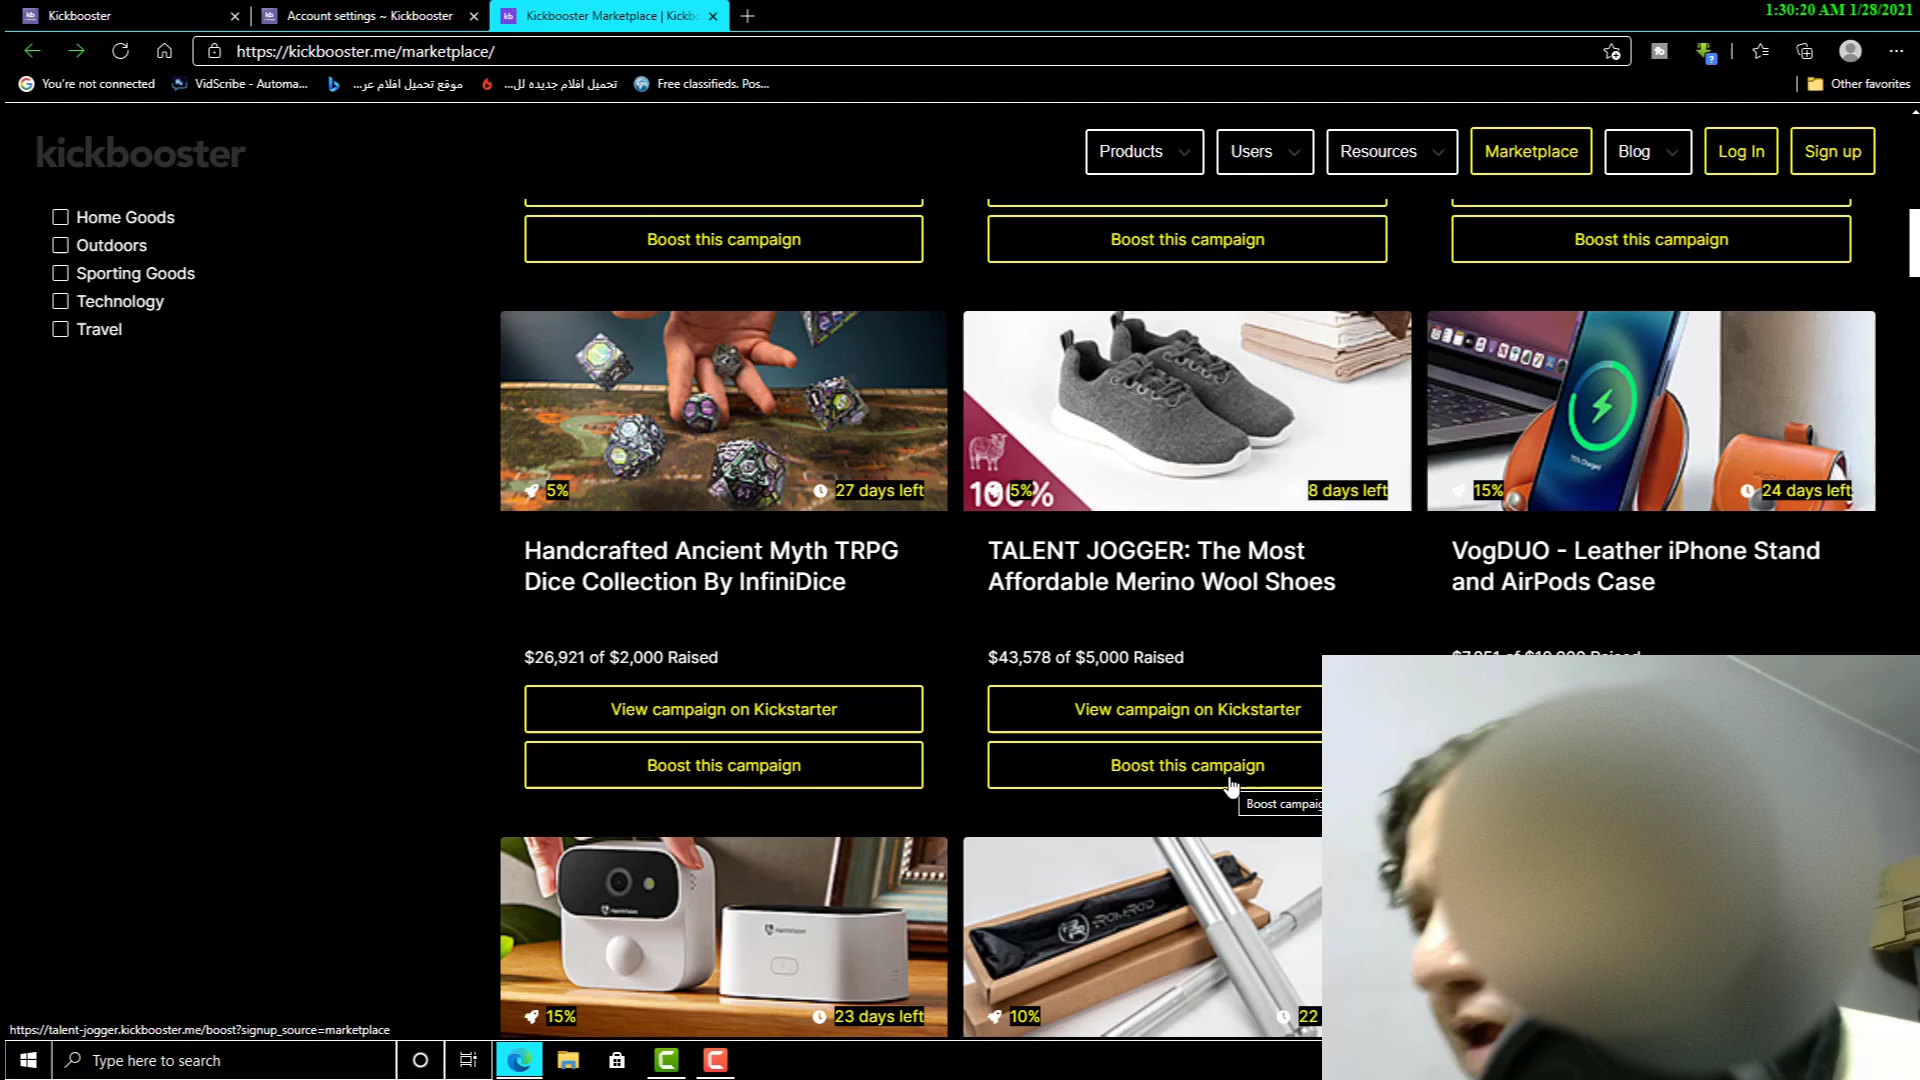 1:30:20 AM 1/28/2021
Kickbooster
Account settings ~ Kickbooster
Kickbooster Marketplace | Kickb
https://kickbooster.me/marketplace/
You're not connected
VidScribe - Automa...
موقع تحميل افلام عر...
تحميل افلام جديده لل...
Free classifieds. Pos...
Other favorites
kickbooster
Products
Users
Resources
Marketplace
Blog
Log In
Sign up
Home Goods
Outdoors
Sporting Goods
Technology
Travel
Boost this campaign
Boost this campaign
Boost this campaign
5%
27 days left
100%
5%
8 days left
15%
24 days left
Handcrafted Ancient Myth TRPG
Dice Collection By InfiniDice
TALENT JOGGER: The Most
Affordable Merino Wool Shoes
VogDUO - Leather iPhone Stand
and AirPods Case
$26,921 of $2,000 Raised
$43,578 of $5,000 Raised
View campaign on Kickstarter
View campaign on Kickstarter
Boost this campaign
Boost this campaign
Boost campaig
15%
23 days left
10%
22
https://talent-jogger.kickbooster.me/boost?signup_source=marketplace
Type here to search